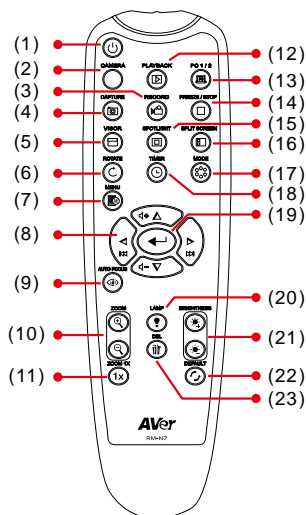 (1)
(2)
(3)
(4)
(5)
(6)
(7)
(8)
(9)
(10)
(11)
CAMERA
PLAYBACK
PC 1 / 2
CAPTURE
RECORD
FREEZE / STOP
VISOR
SPOTLIGHT
SPLIT SCREEN
ROTATE
TIMER
MODE
MENU
AUTO FOCUS
ZOOM
LAMP
BRIGHTNESS
DEL
ZOOM 1X
1x
DEFAULT
AVer
RM-NZ
(12)
(13)
(14)
(15)
(16)
(17)
(18)
(19)
(20)
(21)
(22)
(23)